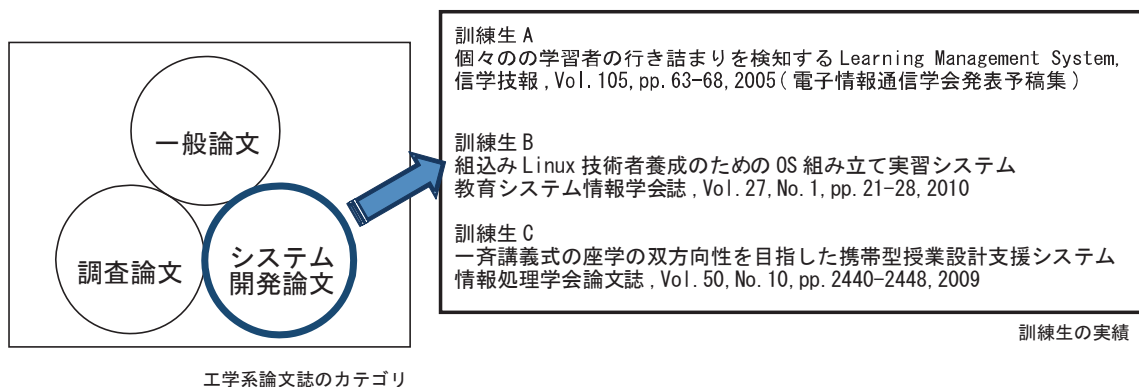 一般論文
調査論文
システム
開発論文
工学系論文誌のカテゴリ
訓練生 A
個々のの学習者の行き詰まりを検知する Learning Management System,
信学技報 , Vol. 105, pp. 63-68, 2005 ( 電子情報通信学会発表予稿集 )
訓練生 B
組込み Linux 技術者養成のための OS 組み立て実習システム
教育システム情報学会誌 , Vol. 27, No. 1, pp. 21-28, 2010
訓練生 C
一斉講義式の座学の双方向性を目指した携帯型授業設計支援システム
情報処理学会論文誌 , Vol. 50, No. 10, pp. 2440-2448, 2009
訓練生の実績